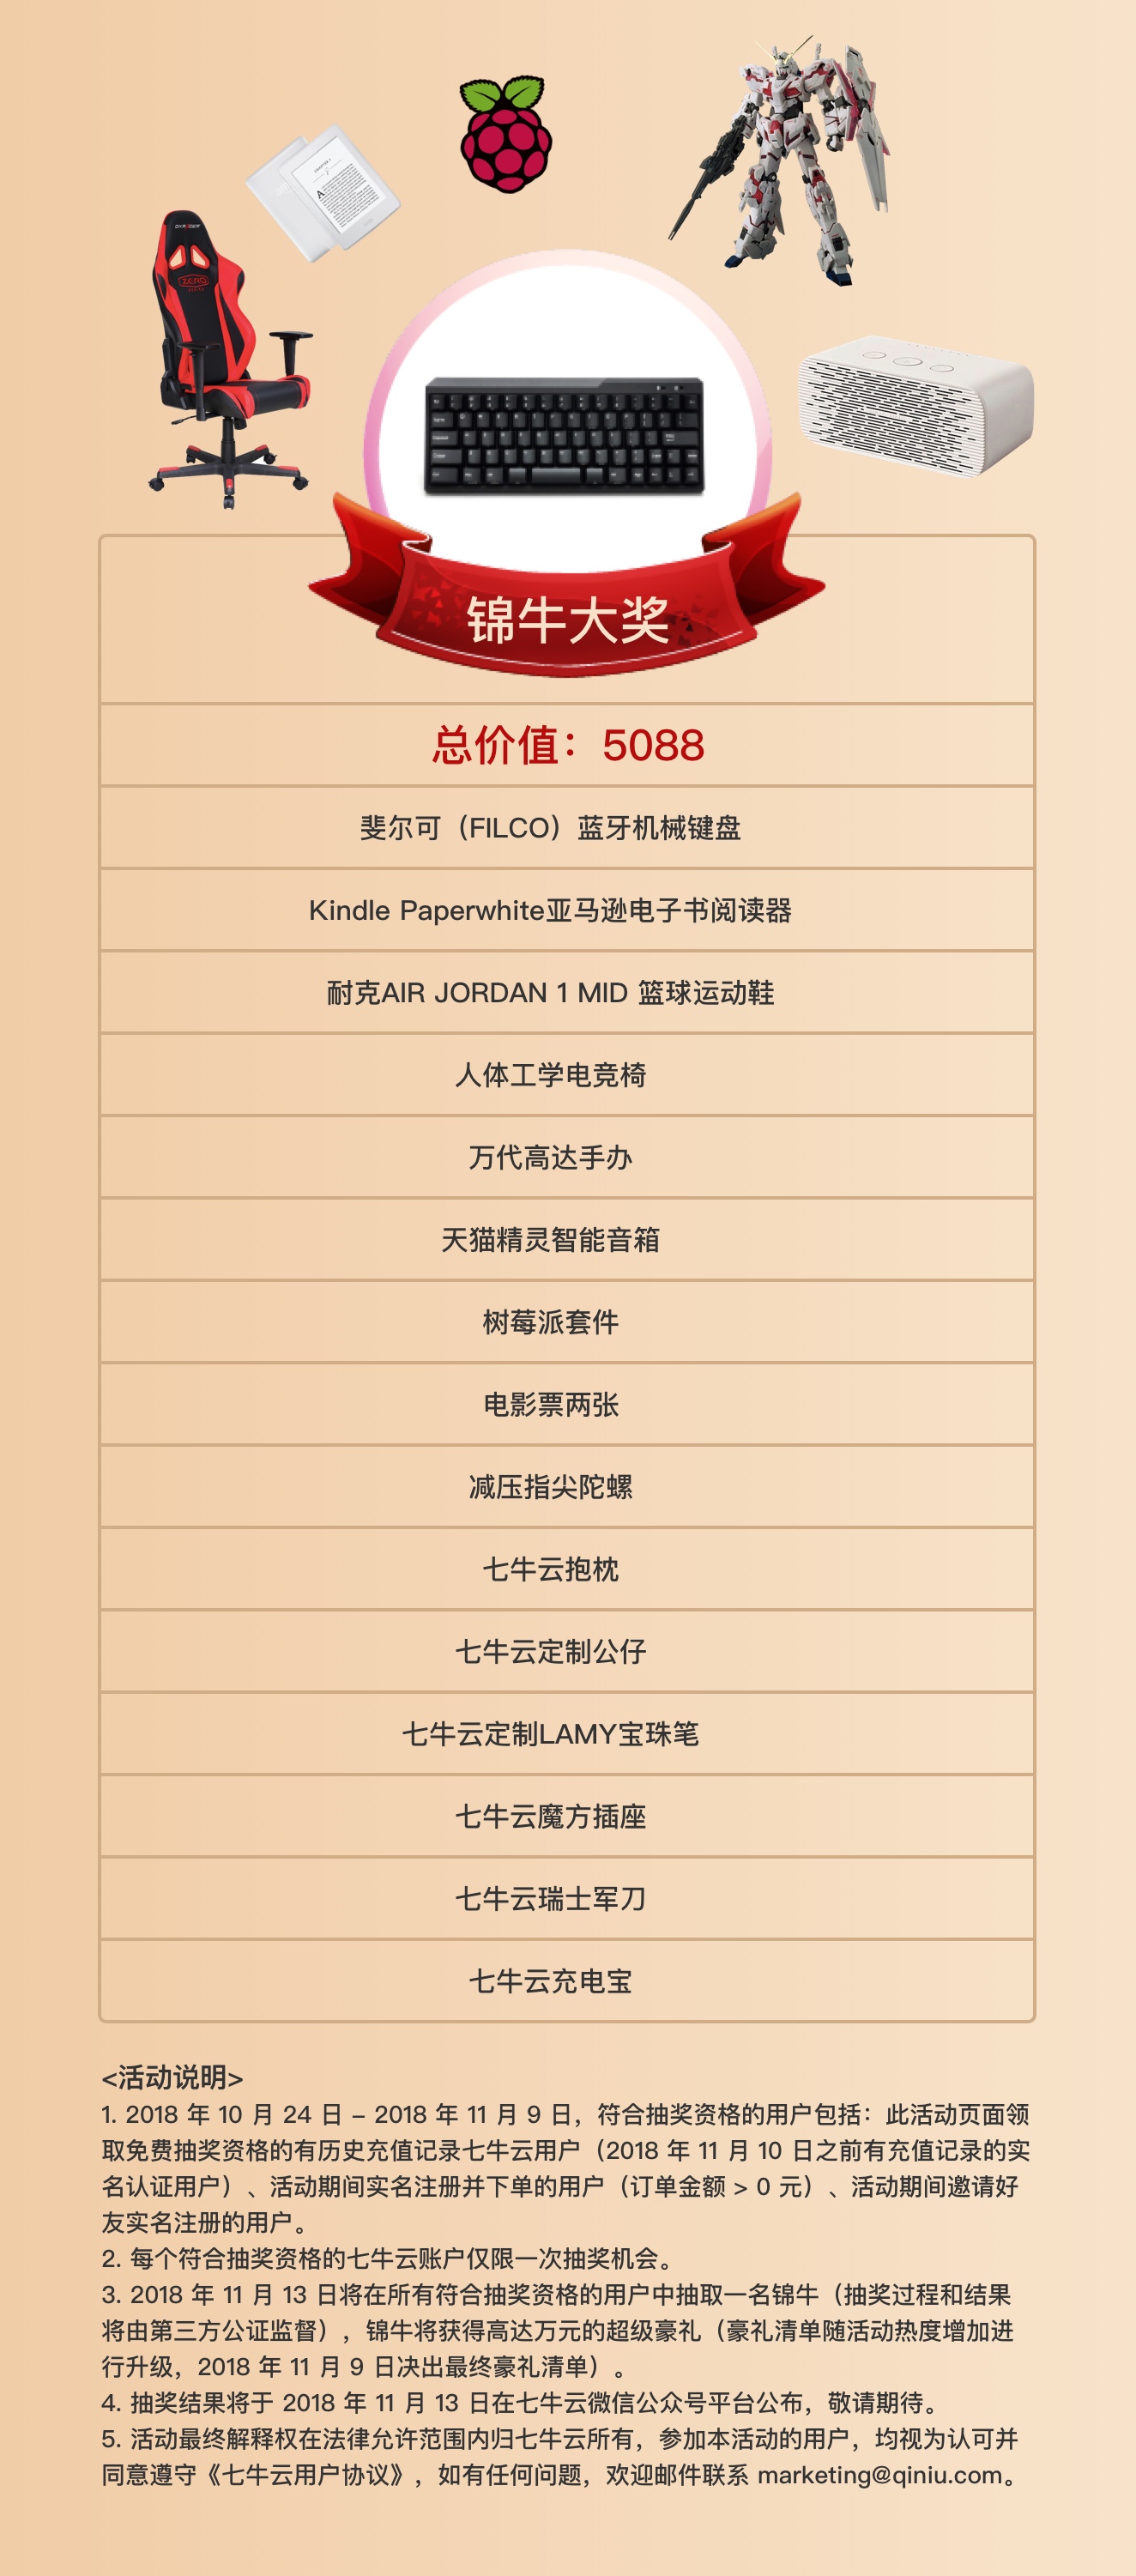 锦牛大奖
总价值：5088
斐尔可（FILCO）蓝牙机械键盘
Kindle Paperwhite亚马逊电子书阅读器
耐克AIR JORDAN 1 MID 篮球运动鞋
人体工学电竞椅
万代高达手办
天猫精灵智能音箱
树莓派套件
电影票两张
减压指尖陀螺
七牛云抱枕
七牛云定制公仔
七牛云定制LAMY宝珠笔
七牛云魔方插座
七牛云瑞士军刀
七牛云充电宝
<活动说明>
1. 2018 年 10 月 24 日 – 2018 年 11 月 9 日，符合抽奖资格的用户包括：此活动页面领
取免费抽奖资格的有历史充值记录七牛云用户（2018 年 11 月 10 日之前有充值记录的实
名认证用户）、活动期间实名注册并下单的用户（订单金额 > 0 元）、活动期间邀请好
友实名注册的用户。
2. 每个符合抽奖资格的七牛云账户仅限一次抽奖机会。
3. 2018 年 11 月 13 日将在所有符合抽奖资格的用户中抽取一名锦牛（抽奖过程和结果
将由第三方公证监督），锦牛将获得高达万元的超级豪礼（豪礼清单随活动热度增加进
行升级，2018 年 11 月 9 日决出最终豪礼清单）。
4. 抽奖结果将于 2018 年 11 月 13 日在七牛云微信公众号平台公布，敬请期待。
5. 活动最终解释权在法律允许范围内归七牛云所有，参加本活动的用户，均视为认可并
同意遵守《七牛云用户协议》，如有任何问题，欢迎邮件联系 marketing@qiniu.com。